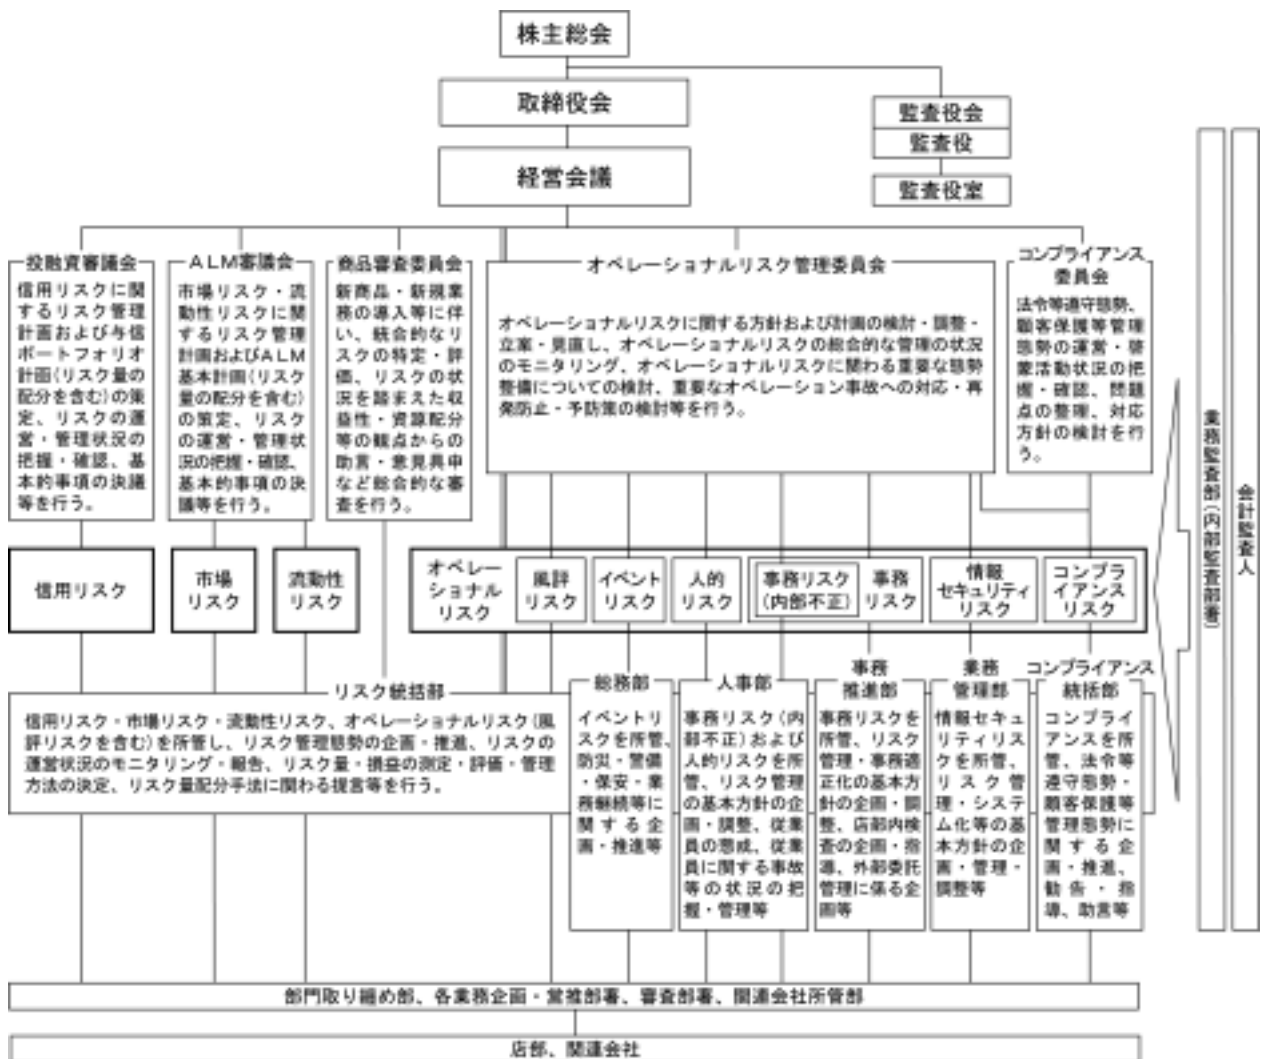 株主総会
取締役会
監査役会
監査役
経営会議
監査役室
投融資審議会
信用リスクに関
するリスク管理
計画および与信
ポートフォリオ
計画(リスク量の
配分を含む)の策
定、リスクの運
営・管理状況の
把握・確認、基
本的事項の決議
等を行う。
ALM審議会
市場リスク・流
動性リスクに関
するリスク管理
計画およびALM
基本計画(リスク
量の配分を含む)
の策定、リスク
の運営・管理状
況の把握・確認、
基本的事項の決
議等を行う。
商品審査委員会
新商品・新規業
務の導入等に伴
い、統合的なリ
スクの特定・評
価、リスクの状
況を踏まえた収
益性・資源配分
等の観点からの
助言・意見具申
など総合的な審
査を行う。
オペレーショナルリスク管理委員会
オペレーショナルリスクに関する方針および計画の検討・調整・
立案・見直し、オペレーショナルリスクの総合的な管理の状況
のモニタリング、オペレーショナルリスクに関わる重要な態勢
整備についての検討、重要なオペレーション事故への対応・再
発防止・予防策の検討等を行う。
コンプライアンス
委員会
法令等遵守態勢、
顧客保護等管理
態勢の運営・啓
蒙活動状況の把
握・確認、問題
点の整理、対応
方針の検討を行
う。
業務監査部(内部監査部署)
会計監査人
信用リスク
市場
リスク
流動性
リスク
オペレー
ショナル
リスク
風評
リスク
イベント
リスク
人的
リスク
事務リスク
(内部不正)
事務
リスク
情報
セキュリティ
リスク
コンプラ
イアンス
リスク
リスク統括部
信用リスク・市場リスク・流動性リスク、オペレーショナルリスク(風
評リスクを含む)を所管し、リスク管理態勢の企画・推進、リスクの
運営状況のモニタリング・報告、リスク量・損益の測定・評価・管理
方法の決定、リスク量配分手法に関わる提言等を行う。
総務部
イベントリ
スクを所管、
防災・警備
・保安・業
務継続等に
関する企
画・推進等
人事部
事務リスク(内
部不正)および
人的リスクを所
管、リスク管理
の基本方針の企
画・調整、従業
員の懲戒、従業
員に関する事故
等の状況の把
握・管理等
事務
推進部
事務リスクを
所管、リスク
管理・事務適
正化の基本方
針の企画・調
整、店部内検
査の企画・指
導、外部委託
管理に係る企
画等
業務
管理部
情報セキュ
リティリス
クを所管、
リスク管
理・システ
ム化等の基
本方針の企
画・管理・
調整等
コンプライアンス
統括部
コンプライ
アンスを所
管、法令等
遵守態勢・
顧客保護等
管理態勢に
関する企
画・推進、
勧告・指
導、助言等
部門取り纏め部、各業務企画・営推部署、審査部署、関連会社所管部
店部、関連会社